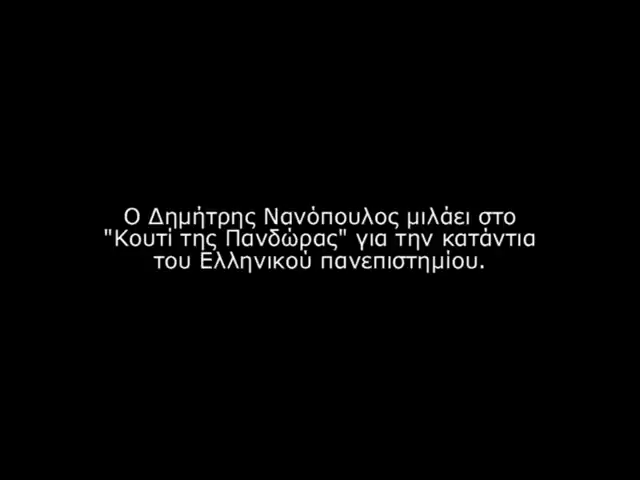 Ο Δημήτρης Νανόπουλος μιλάει στο
"Κουτί της Πανδώρας" για την κατάντια
του Ελληνικού πανεπιστημίου.